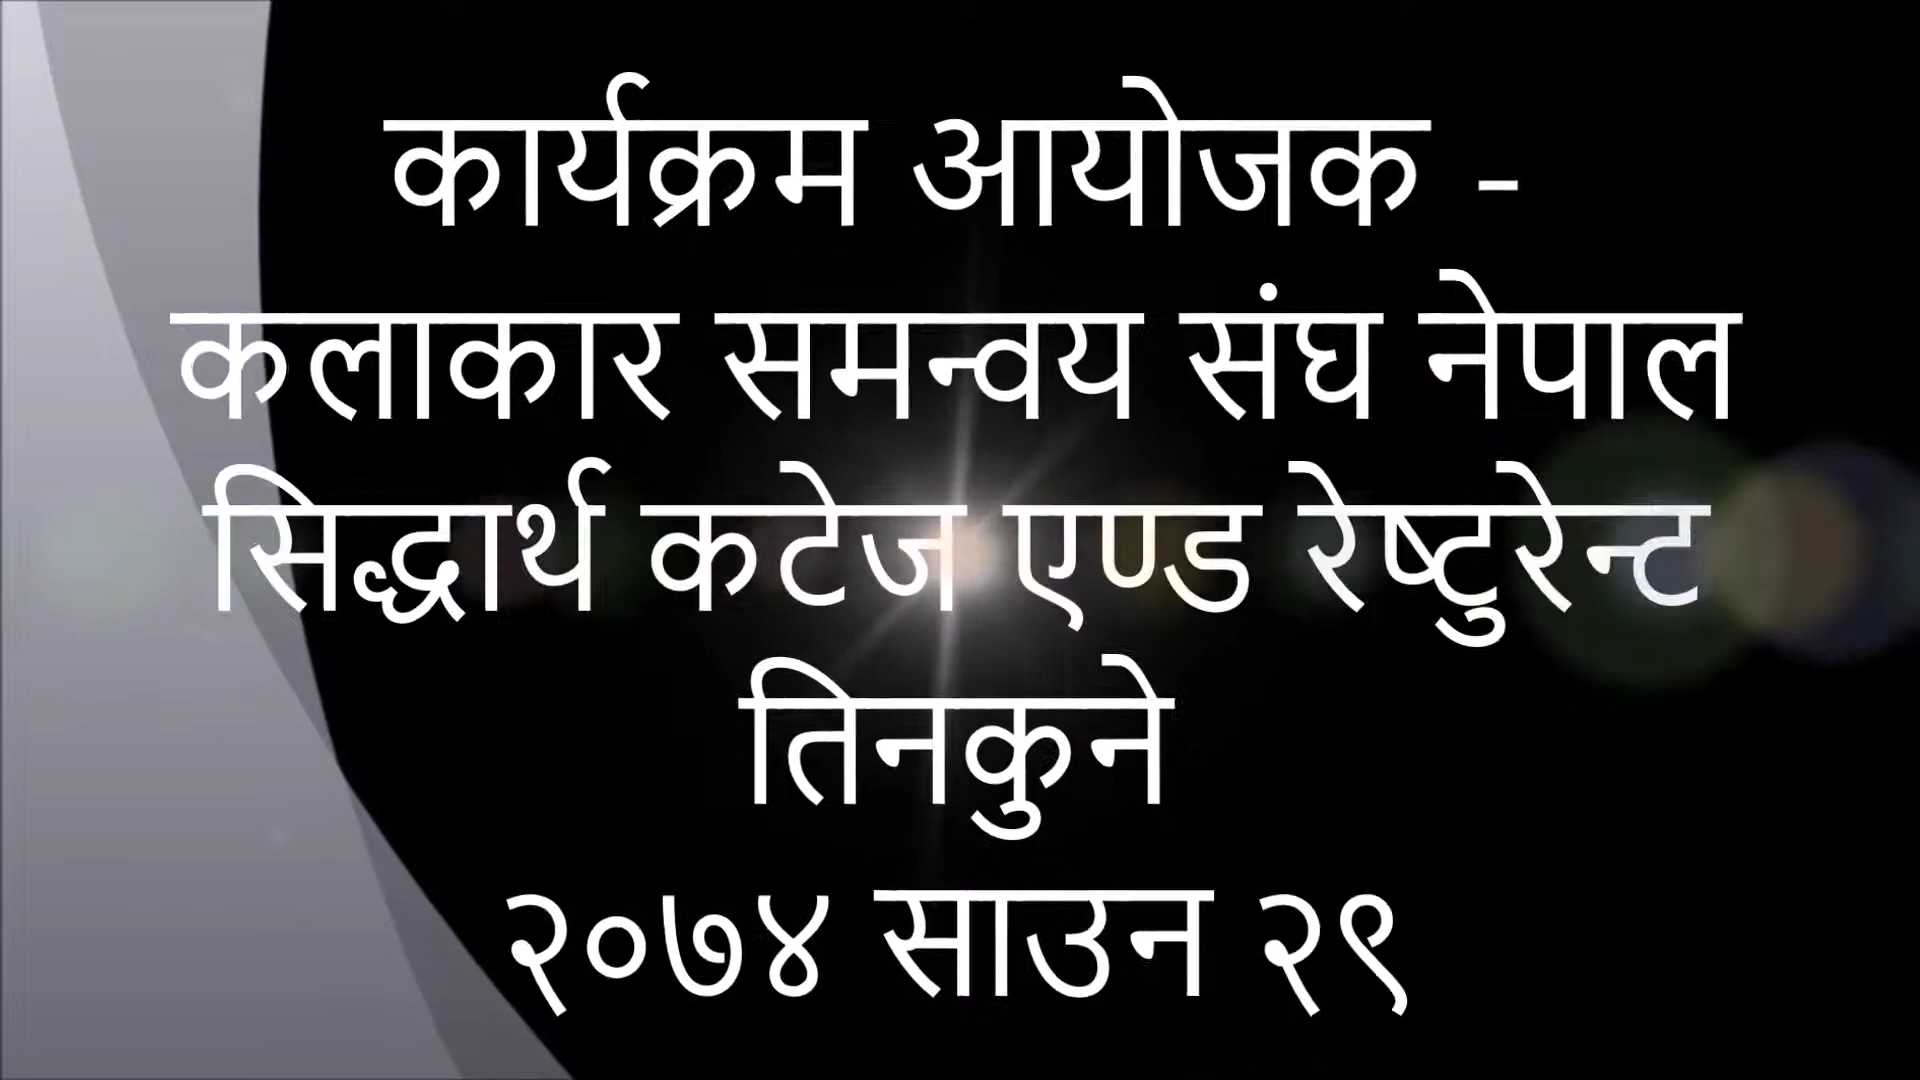 कार्यक्रम आयोजक -
कलाकार समन्वय संघ नेपाल
सिद्धार्थ कटेज एण्ड रेष्टुरेन्ट
तिनकुने
२०७४ साउन २९